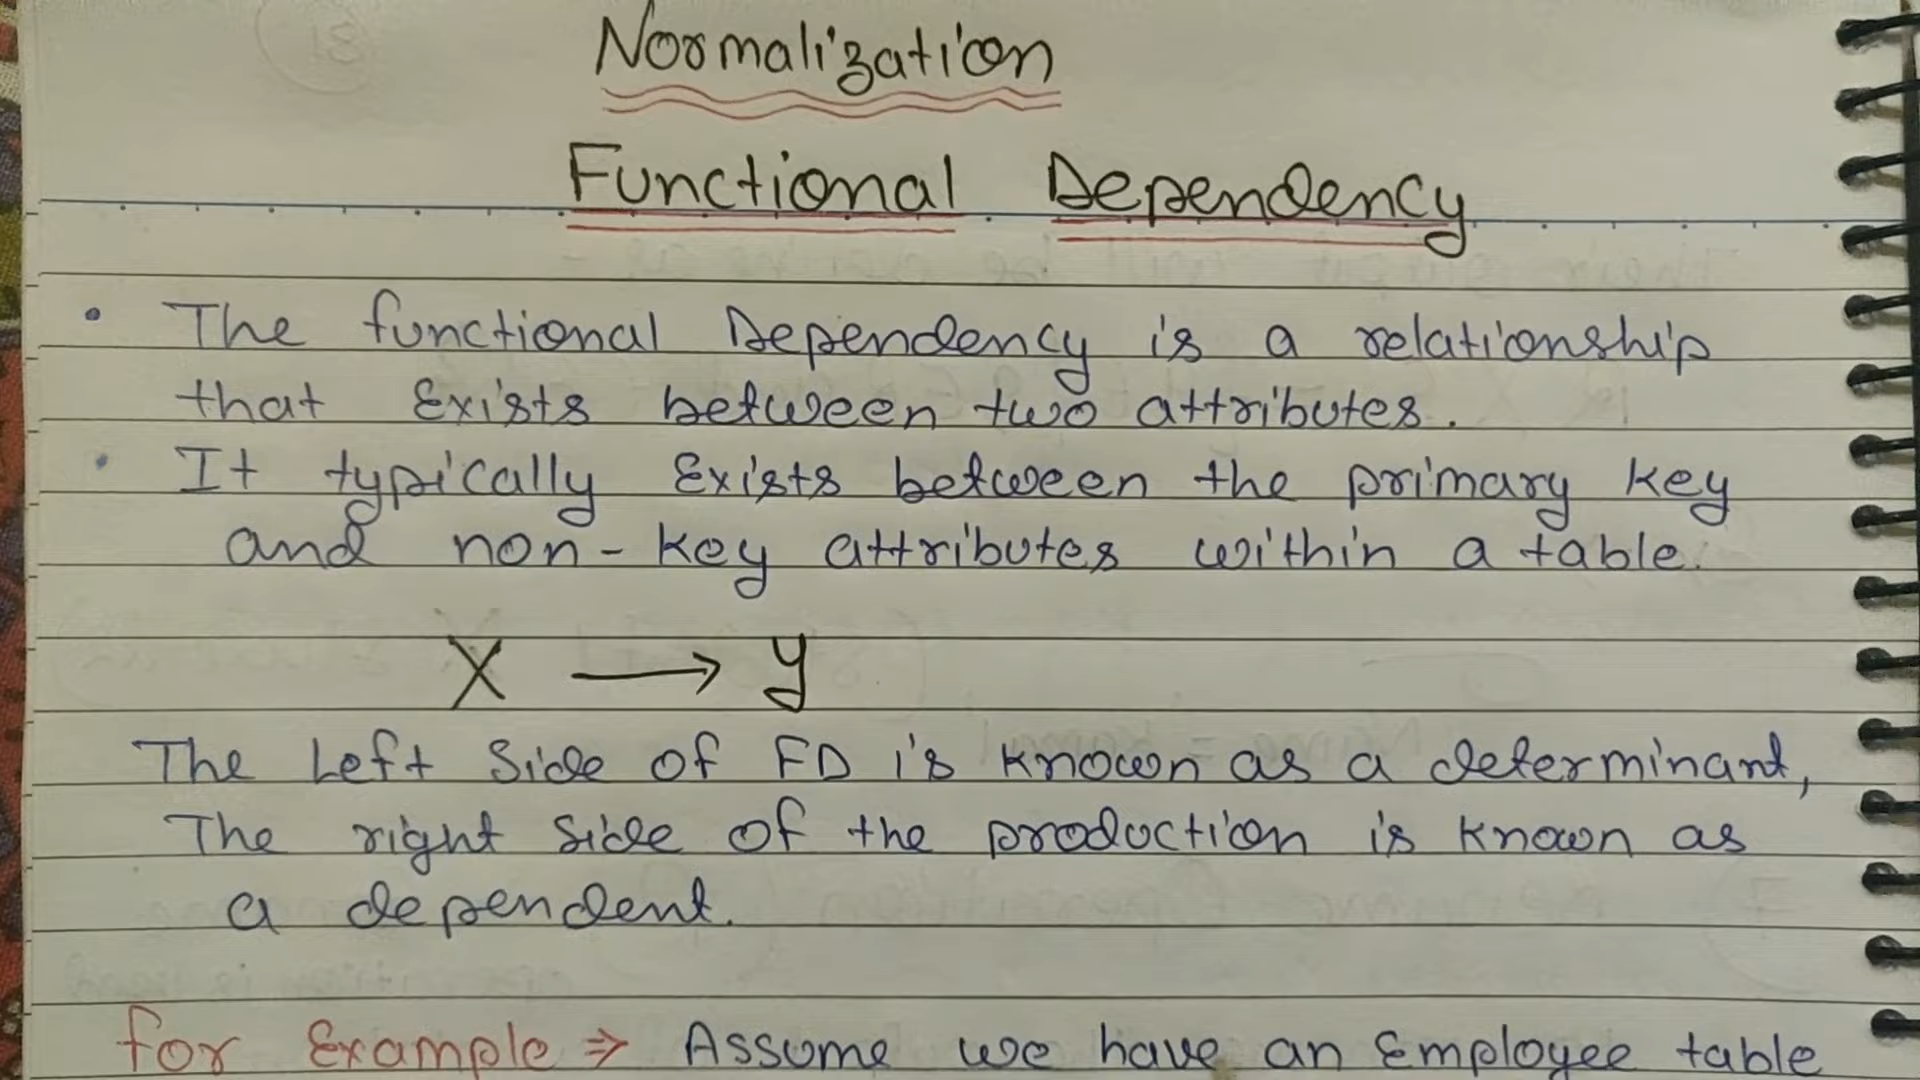 Normalization
Functional Dependency
• The functional Dependency is a relationship
that Exists between two attributes.
• It typically Exists between the primary key
and non-key attributes within a table.
X → y
The Left Side of FD is known as a determinant,
The right side of the production is known as
a dependent.
for Example ⇒ Assume we have an Employee table